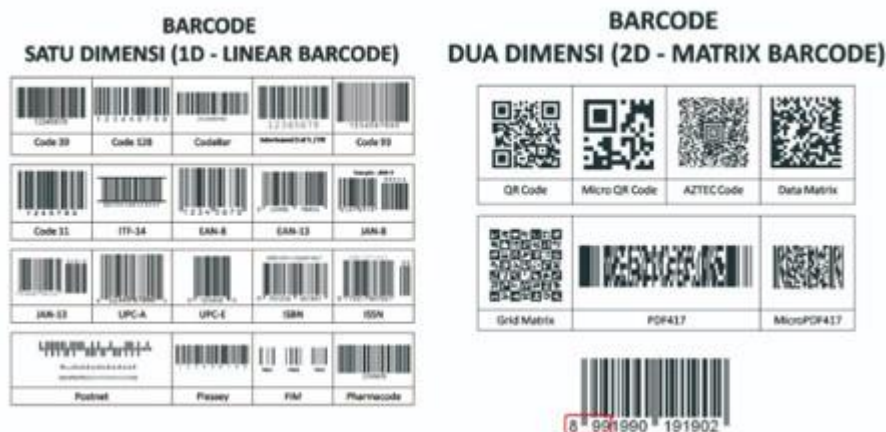 BARCODE
SATU DIMENSI (1D - LINEAR BARCODE)
Code 39 Code 128 Codabar Code 93
Code 11 ITF-14 EAN-8 EAN-13 JAN-8
JAN-13 UPC-A UPC-E ISBN ISSN
Postnet Plessey FIM Pharmacode
BARCODE
DUA DIMENSI (2D - MATRIX BARCODE)
QR Code Micro QR Code AZTEC Code Data Matrix
Grid Matrix PDF417 MicroPDF417
8 991990 191902